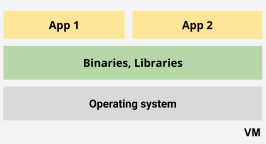 App 1 App 2
Binaries, Libraries
Operating system
VM